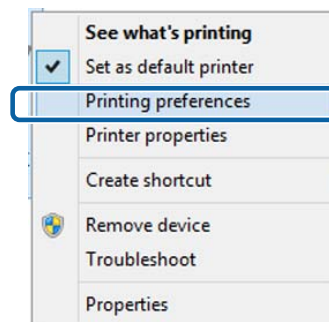 See what's printing
Set as default printer
Printing preferences
Printer properties
Create shortcut
Remove device
Troubleshoot
Properties